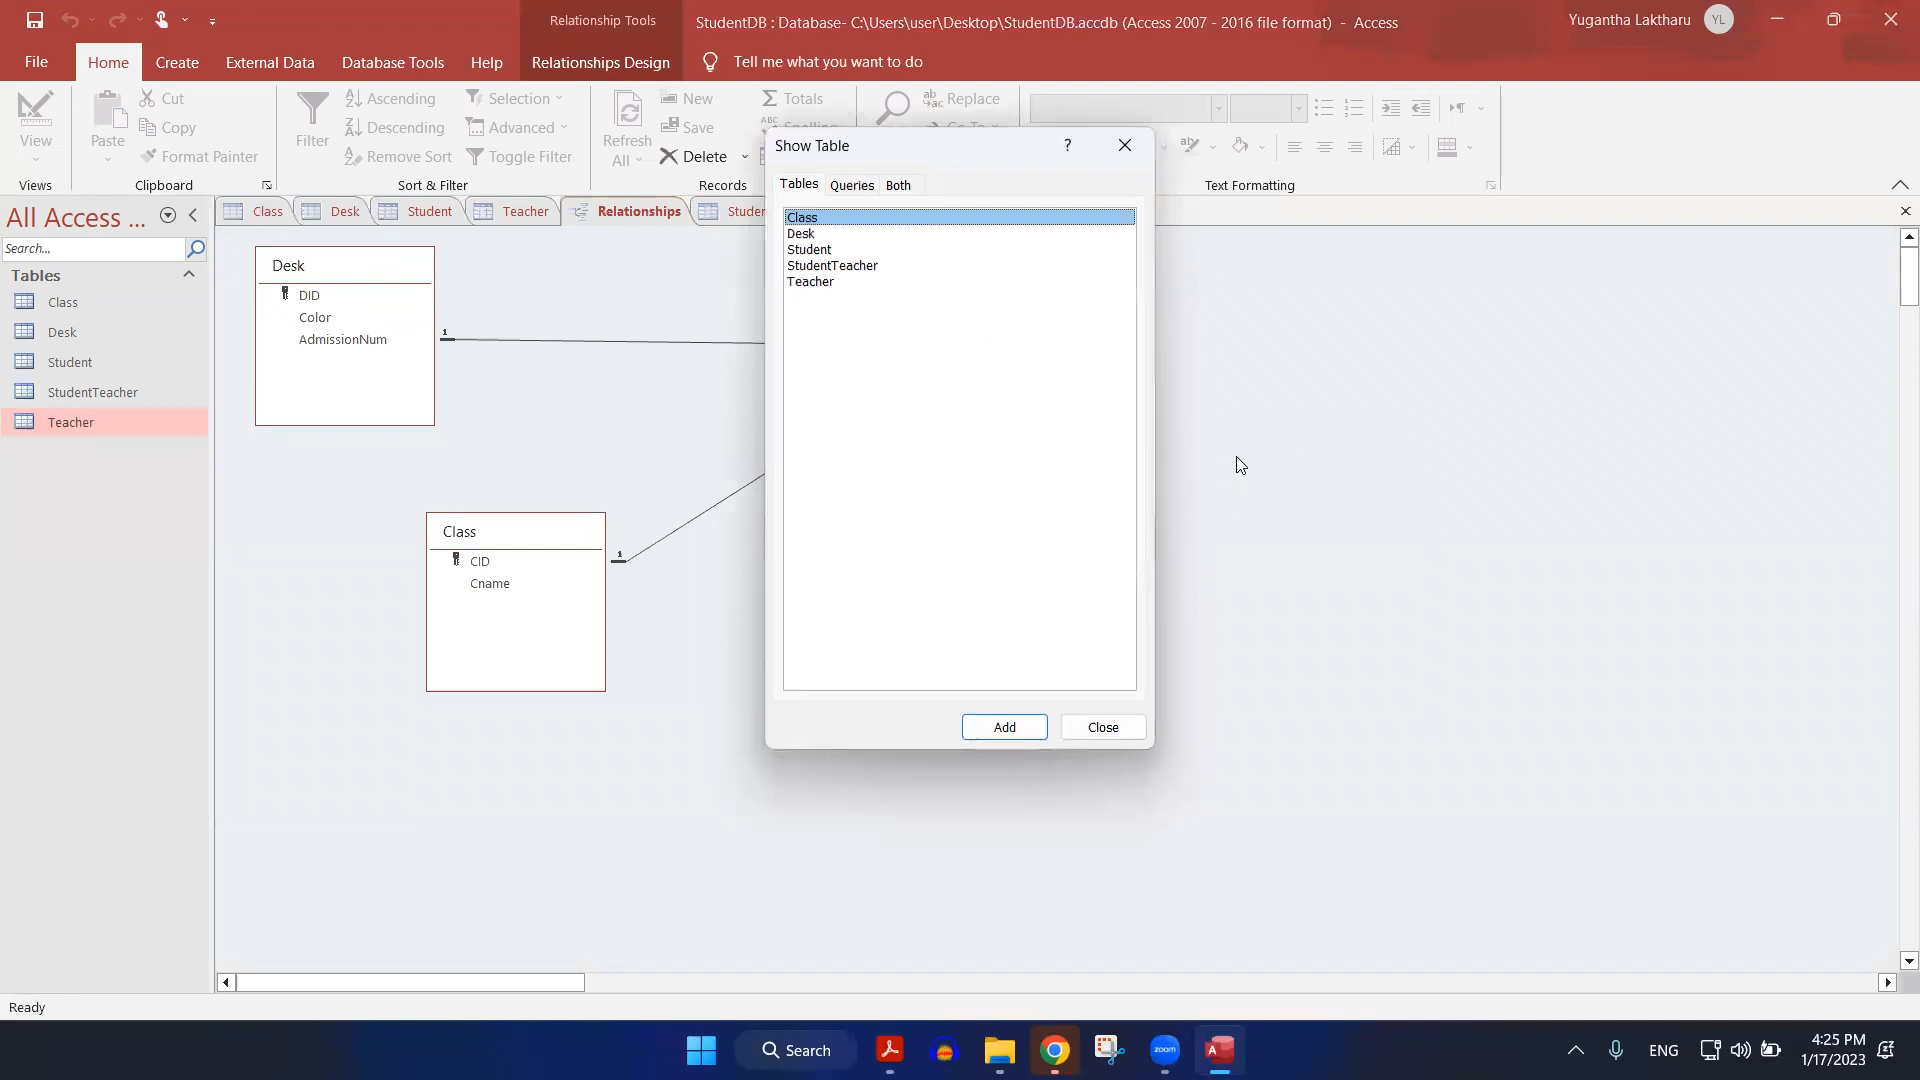 Relationship Tools
StudentDB : Database- C:\Users\user\Desktop\StudentDB.accdb (Access 2007 - 2016 file format) - Access
Yugantha Laktharu YL
File Home Create External Data Database Tools Help Relationships Design Tell me what you want to do
View
Views
Paste
Cut
Copy
Format Painter
Clipboard
Filter
Ascending
Descending
Remove Sort
Selection
Advanced
Toggle Filter
Sort & Filter
Refresh
All
New
Save
Delete
Totals
Spelling
Records
Replace
Go To
Text Formatting
All Access ...
Search...
Tables
Class
Desk
Student
StudentTeacher
Teacher
Class Desk Student Teacher Relationships
Desk
DID
Color
AdmissionNum
1
Class
CID
Cname
1
Show Table
?
Tables Queries Both
Class
Desk
Student
StudentTeacher
Teacher
Add Close
Ready
Search
zoom
ENG
4:25 PM
1/17/2023